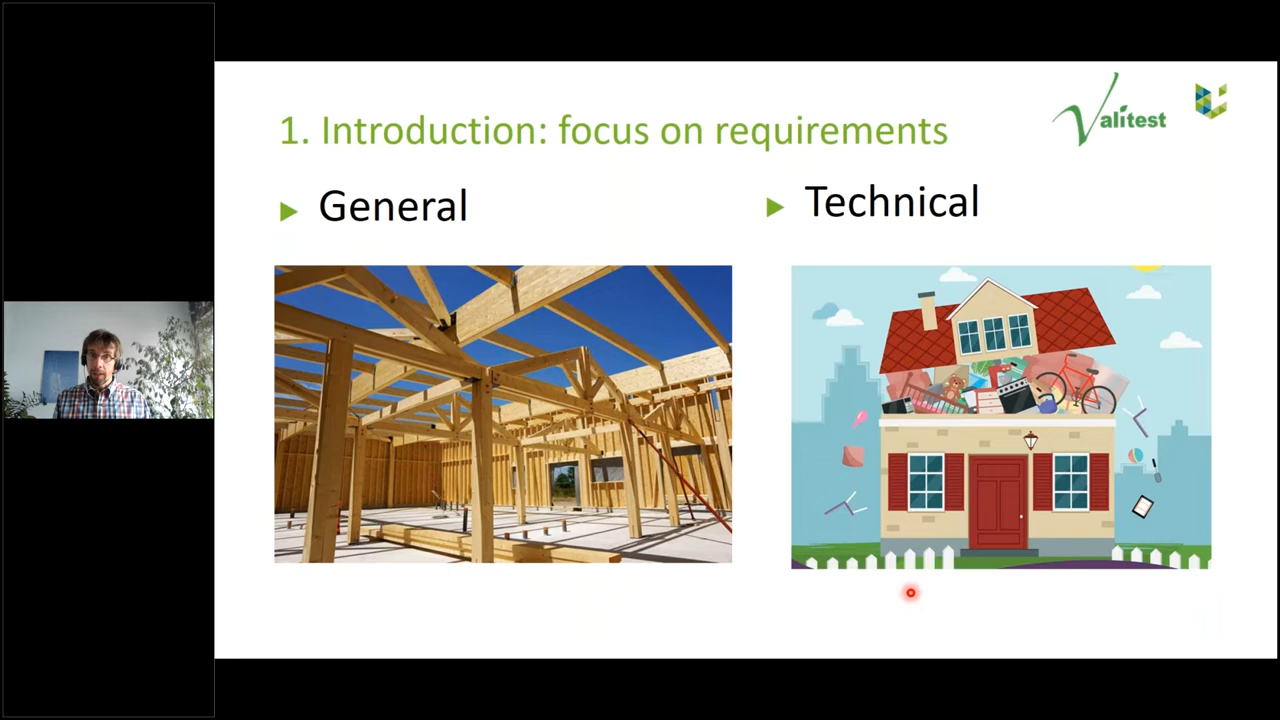 1. Introduction: focus on requirements
Valitest
General
Technical